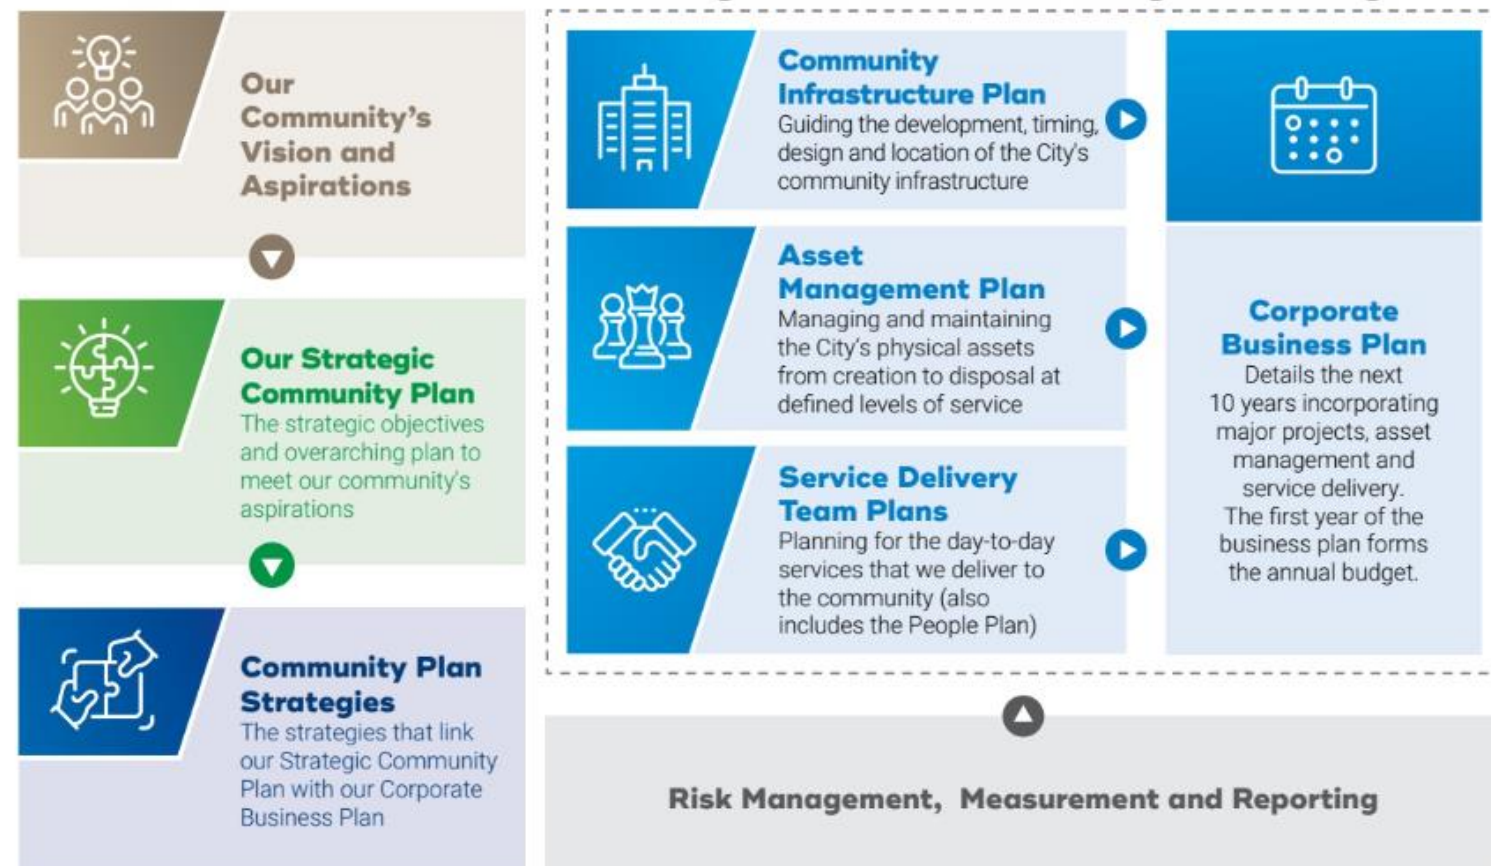 Our
Community's
Vision and
Aspirations
Our Strategic
Community Plan
The strategic objectives
and overarching plan to
meet our community's
aspirations
Community Plan
Strategies
The strategies that link
our Strategic Community
Plan with our Corporate
Business Plan
Community
Infrastructure Plan
Guiding the development, timing,
design and location of the City's
community infrastructure
Asset
Management Plan
Managing and maintaining
the City's physical assets
from creation to disposal at
defined levels of service
Service Delivery
Team Plans
Planning for the day-to-day
services that we deliver to
the community (also
includes the People Plan)
Corporate
Business Plan
Details the next
10 years incorporating
major projects, asset
management and
service delivery.
The first year of the
business plan forms
the annual budget.
Risk Management, Measurement and Reporting